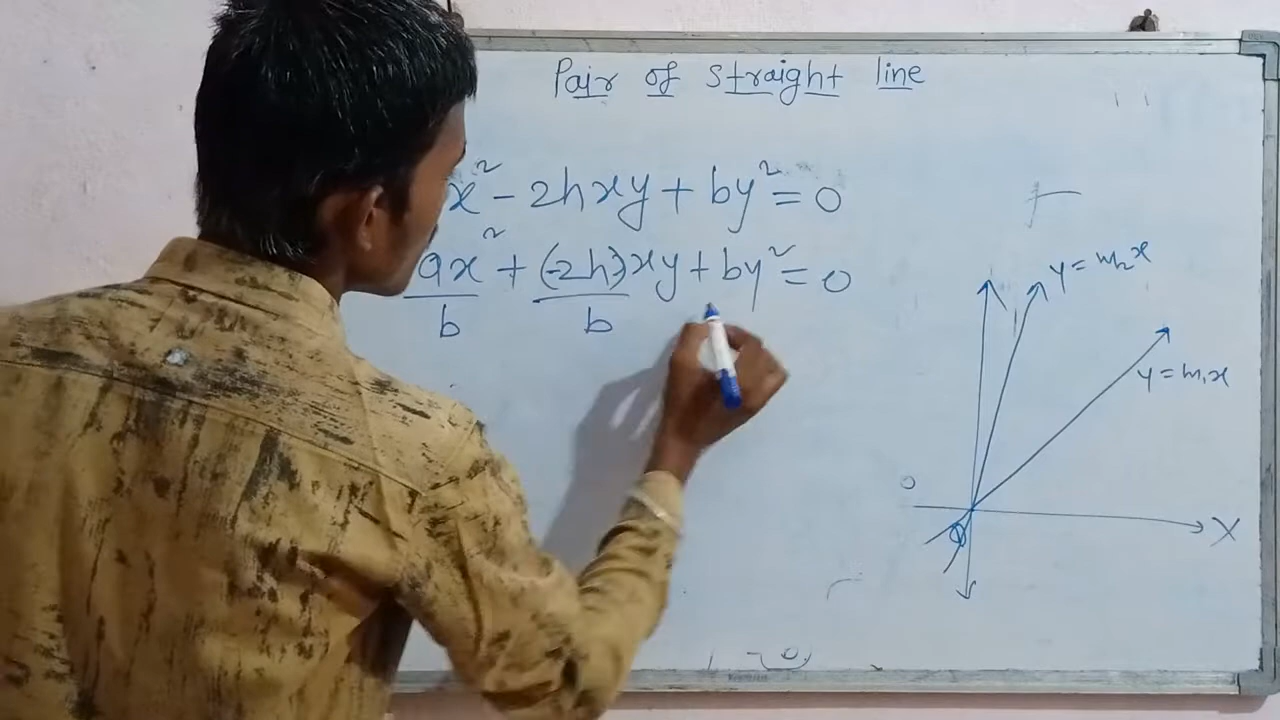 Pair of straight line
x² - 2hxy + by² = 0
ax² + (-2h)xy + by² = 0
b b
y = m₂x
y = m₁x
O
X